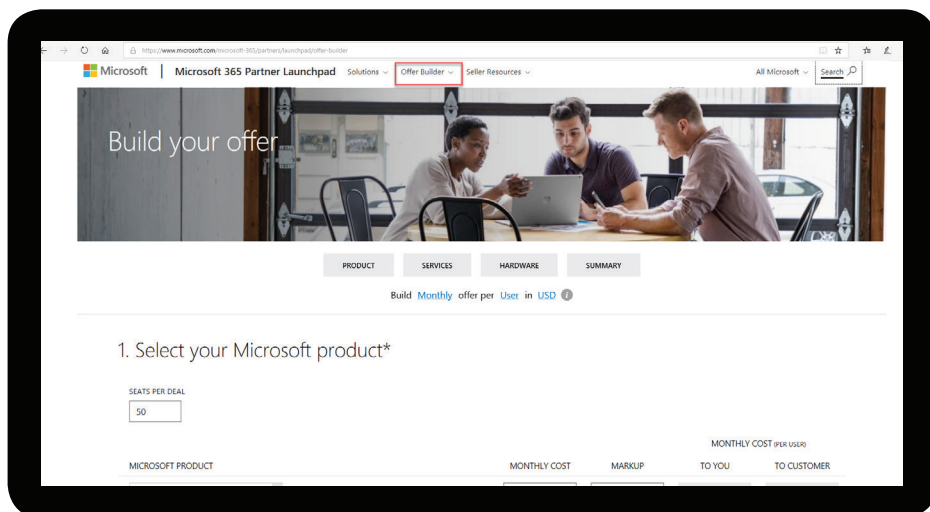 https://www.microsoft.com/microsoft-365/partners/launchpad/offer-builder
Microsoft | Microsoft 365 Partner Launchpad Solutions Offer Builder Seller Resources All Microsoft Search
Build your offer
PRODUCT SERVICES HARDWARE SUMMARY
Build Monthly offer per User in USD i
1. Select your Microsoft product*
SEATS PER DEAL
50
MONTHLY COST (PER USER)
MICROSOFT PRODUCT MONTHLY COST MARKUP TO YOU TO CUSTOMER